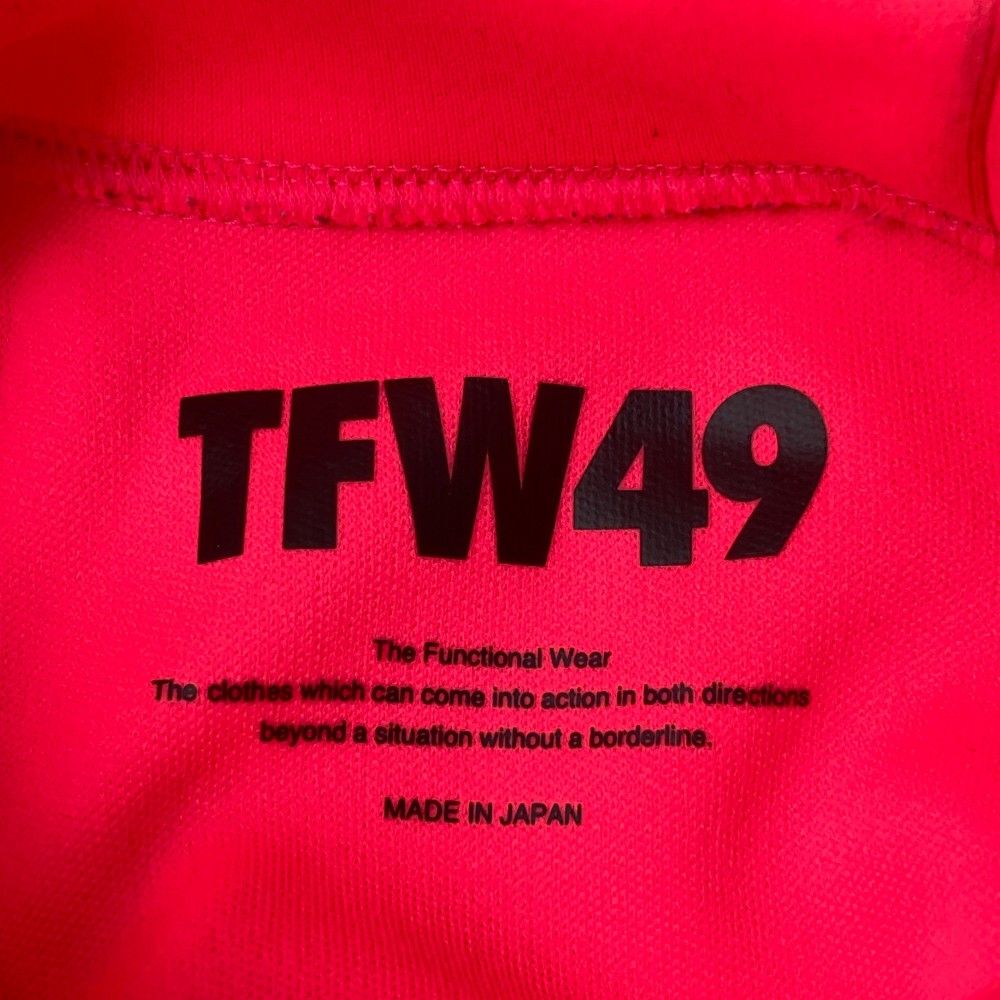 TFW49
The Functional Wear
The clothes which can come into action in both directions
beyond a situation without a borderline.
MADE IN JAPAN